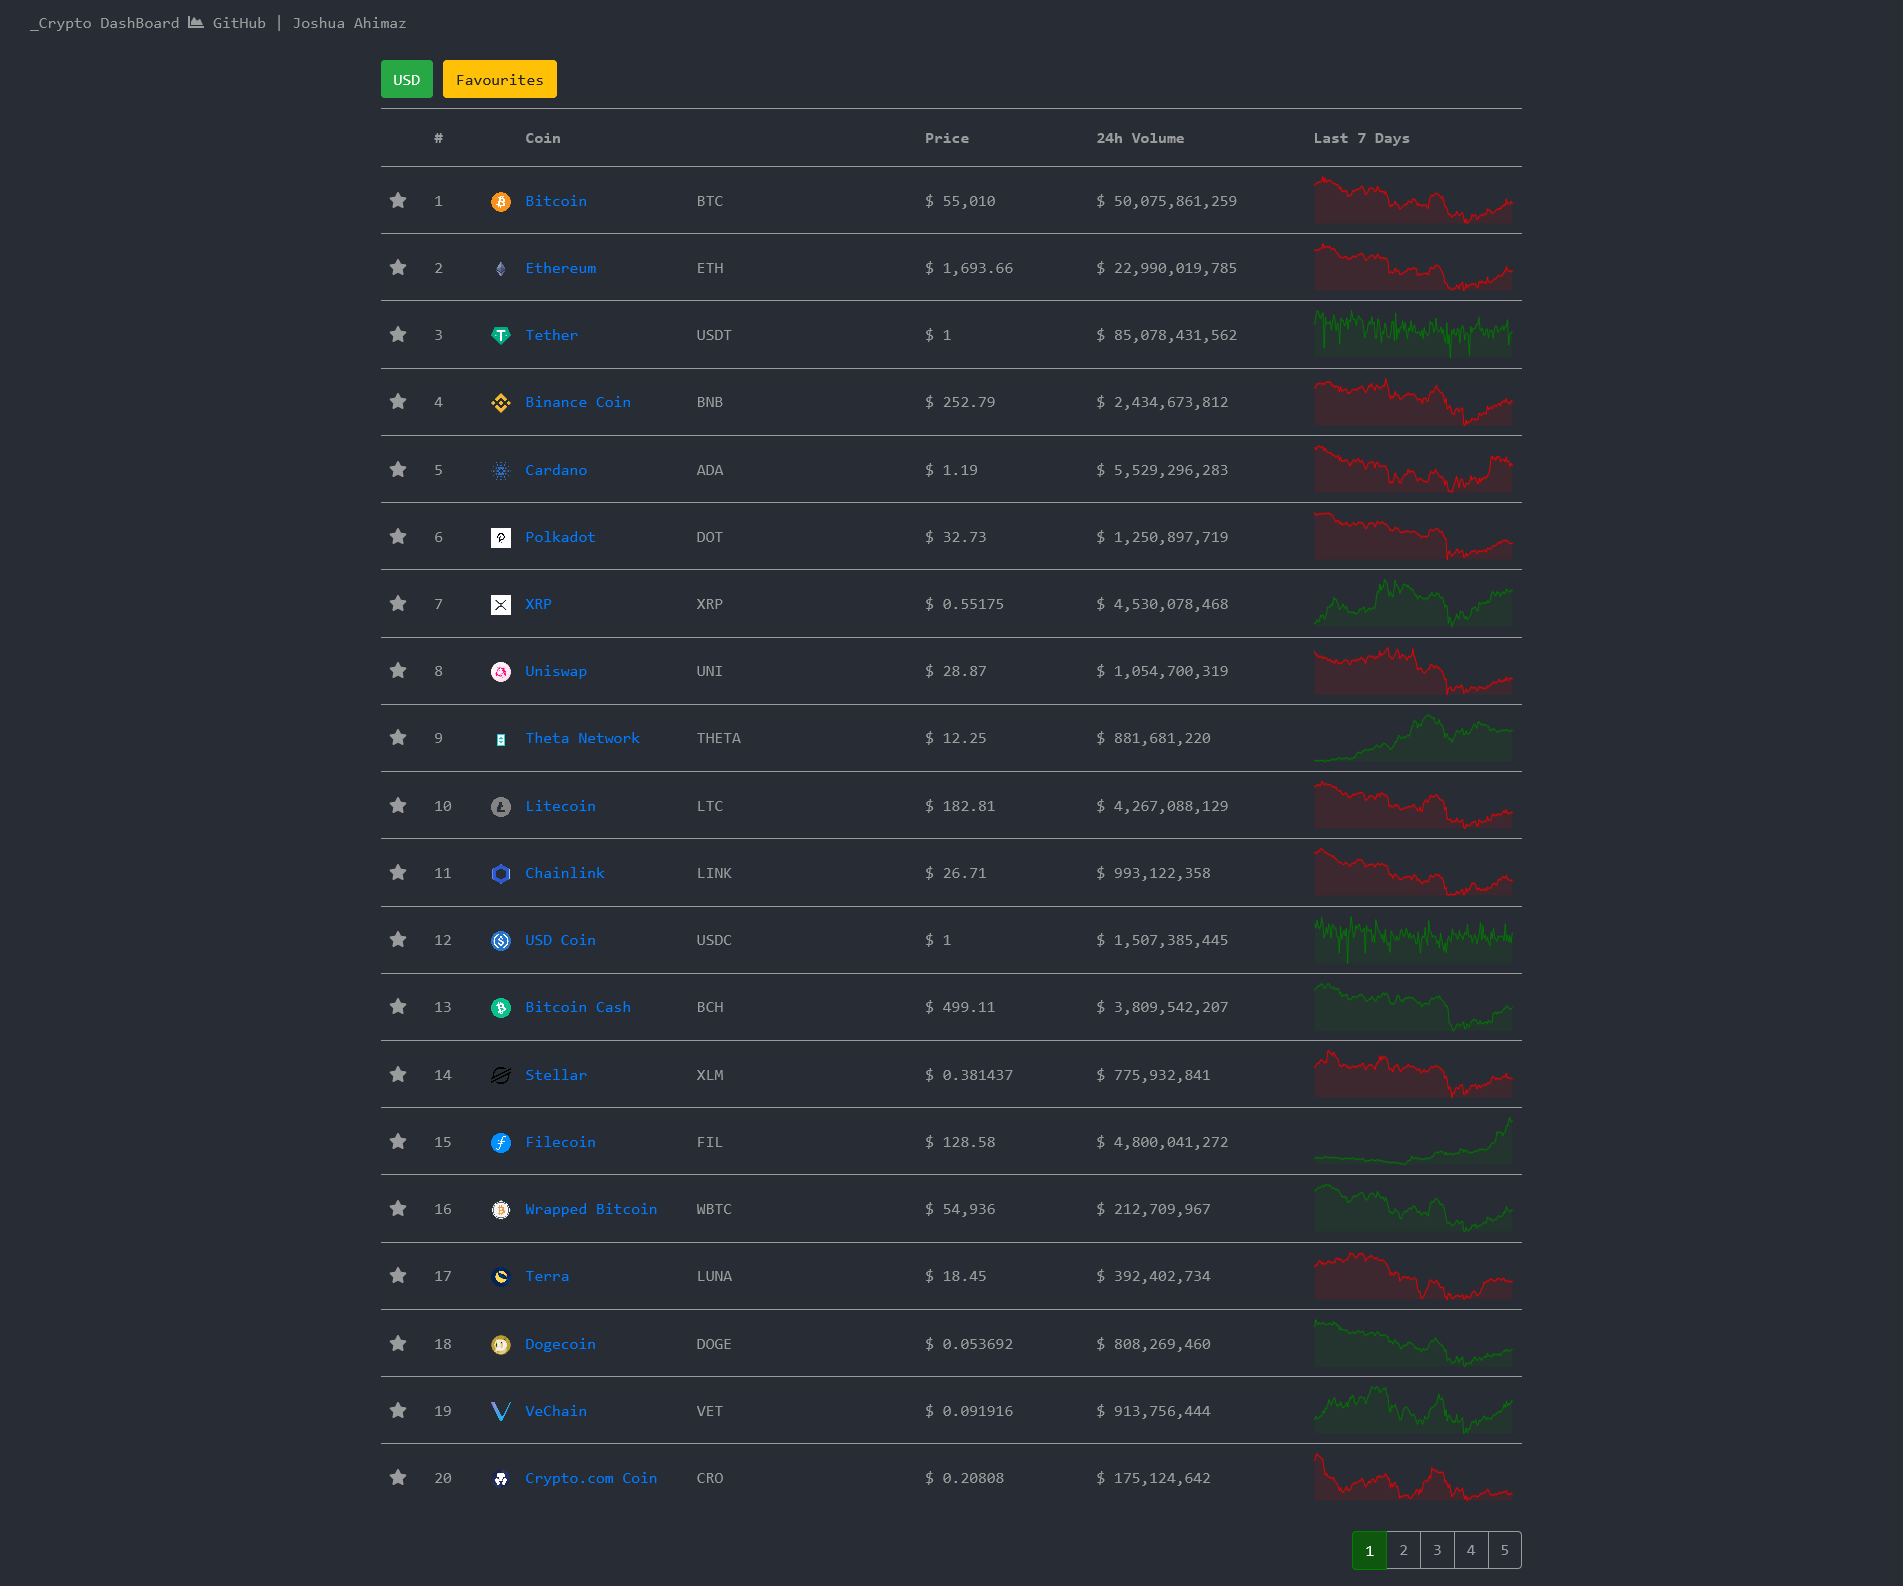 _Crypto DashBoard GitHub | Joshua Ahimaz
USD Favourites
# Coin Price 24h Volume Last 7 Days
1 Bitcoin BTC $ 55,010 $ 50,075,861,259
2 Ethereum ETH $ 1,693.66 $ 22,990,019,785
3 Tether USDT $ 1 $ 85,078,431,562
4 Binance Coin BNB $ 252.79 $ 2,434,673,812
5 Cardano ADA $ 1.19 $ 5,529,296,283
6 Polkadot DOT $ 32.73 $ 1,250,897,719
7 XRP XRP $ 0.55175 $ 4,530,078,468
8 Uniswap UNI $ 28.87 $ 1,054,700,319
9 Theta Network THETA $ 12.25 $ 881,681,220
10 Litecoin LTC $ 182.81 $ 4,267,088,129
11 Chainlink LINK $ 26.71 $ 993,122,358
12 USD Coin USDC $ 1 $ 1,507,385,445
13 Bitcoin Cash BCH $ 499.11 $ 3,809,542,207
14 Stellar XLM $ 0.381437 $ 775,932,841
15 Filecoin FIL $ 128.58 $ 4,800,041,272
16 Wrapped Bitcoin WBTC $ 54,936 $ 212,709,967
17 Terra LUNA $ 18.45 $ 392,402,734
18 Dogecoin DOGE $ 0.053692 $ 808,269,460
19 VeChain VET $ 0.091916 $ 913,756,444
20 Crypto.com Coin CRO $ 0.20808 $ 175,124,642
1 2 3 4 5